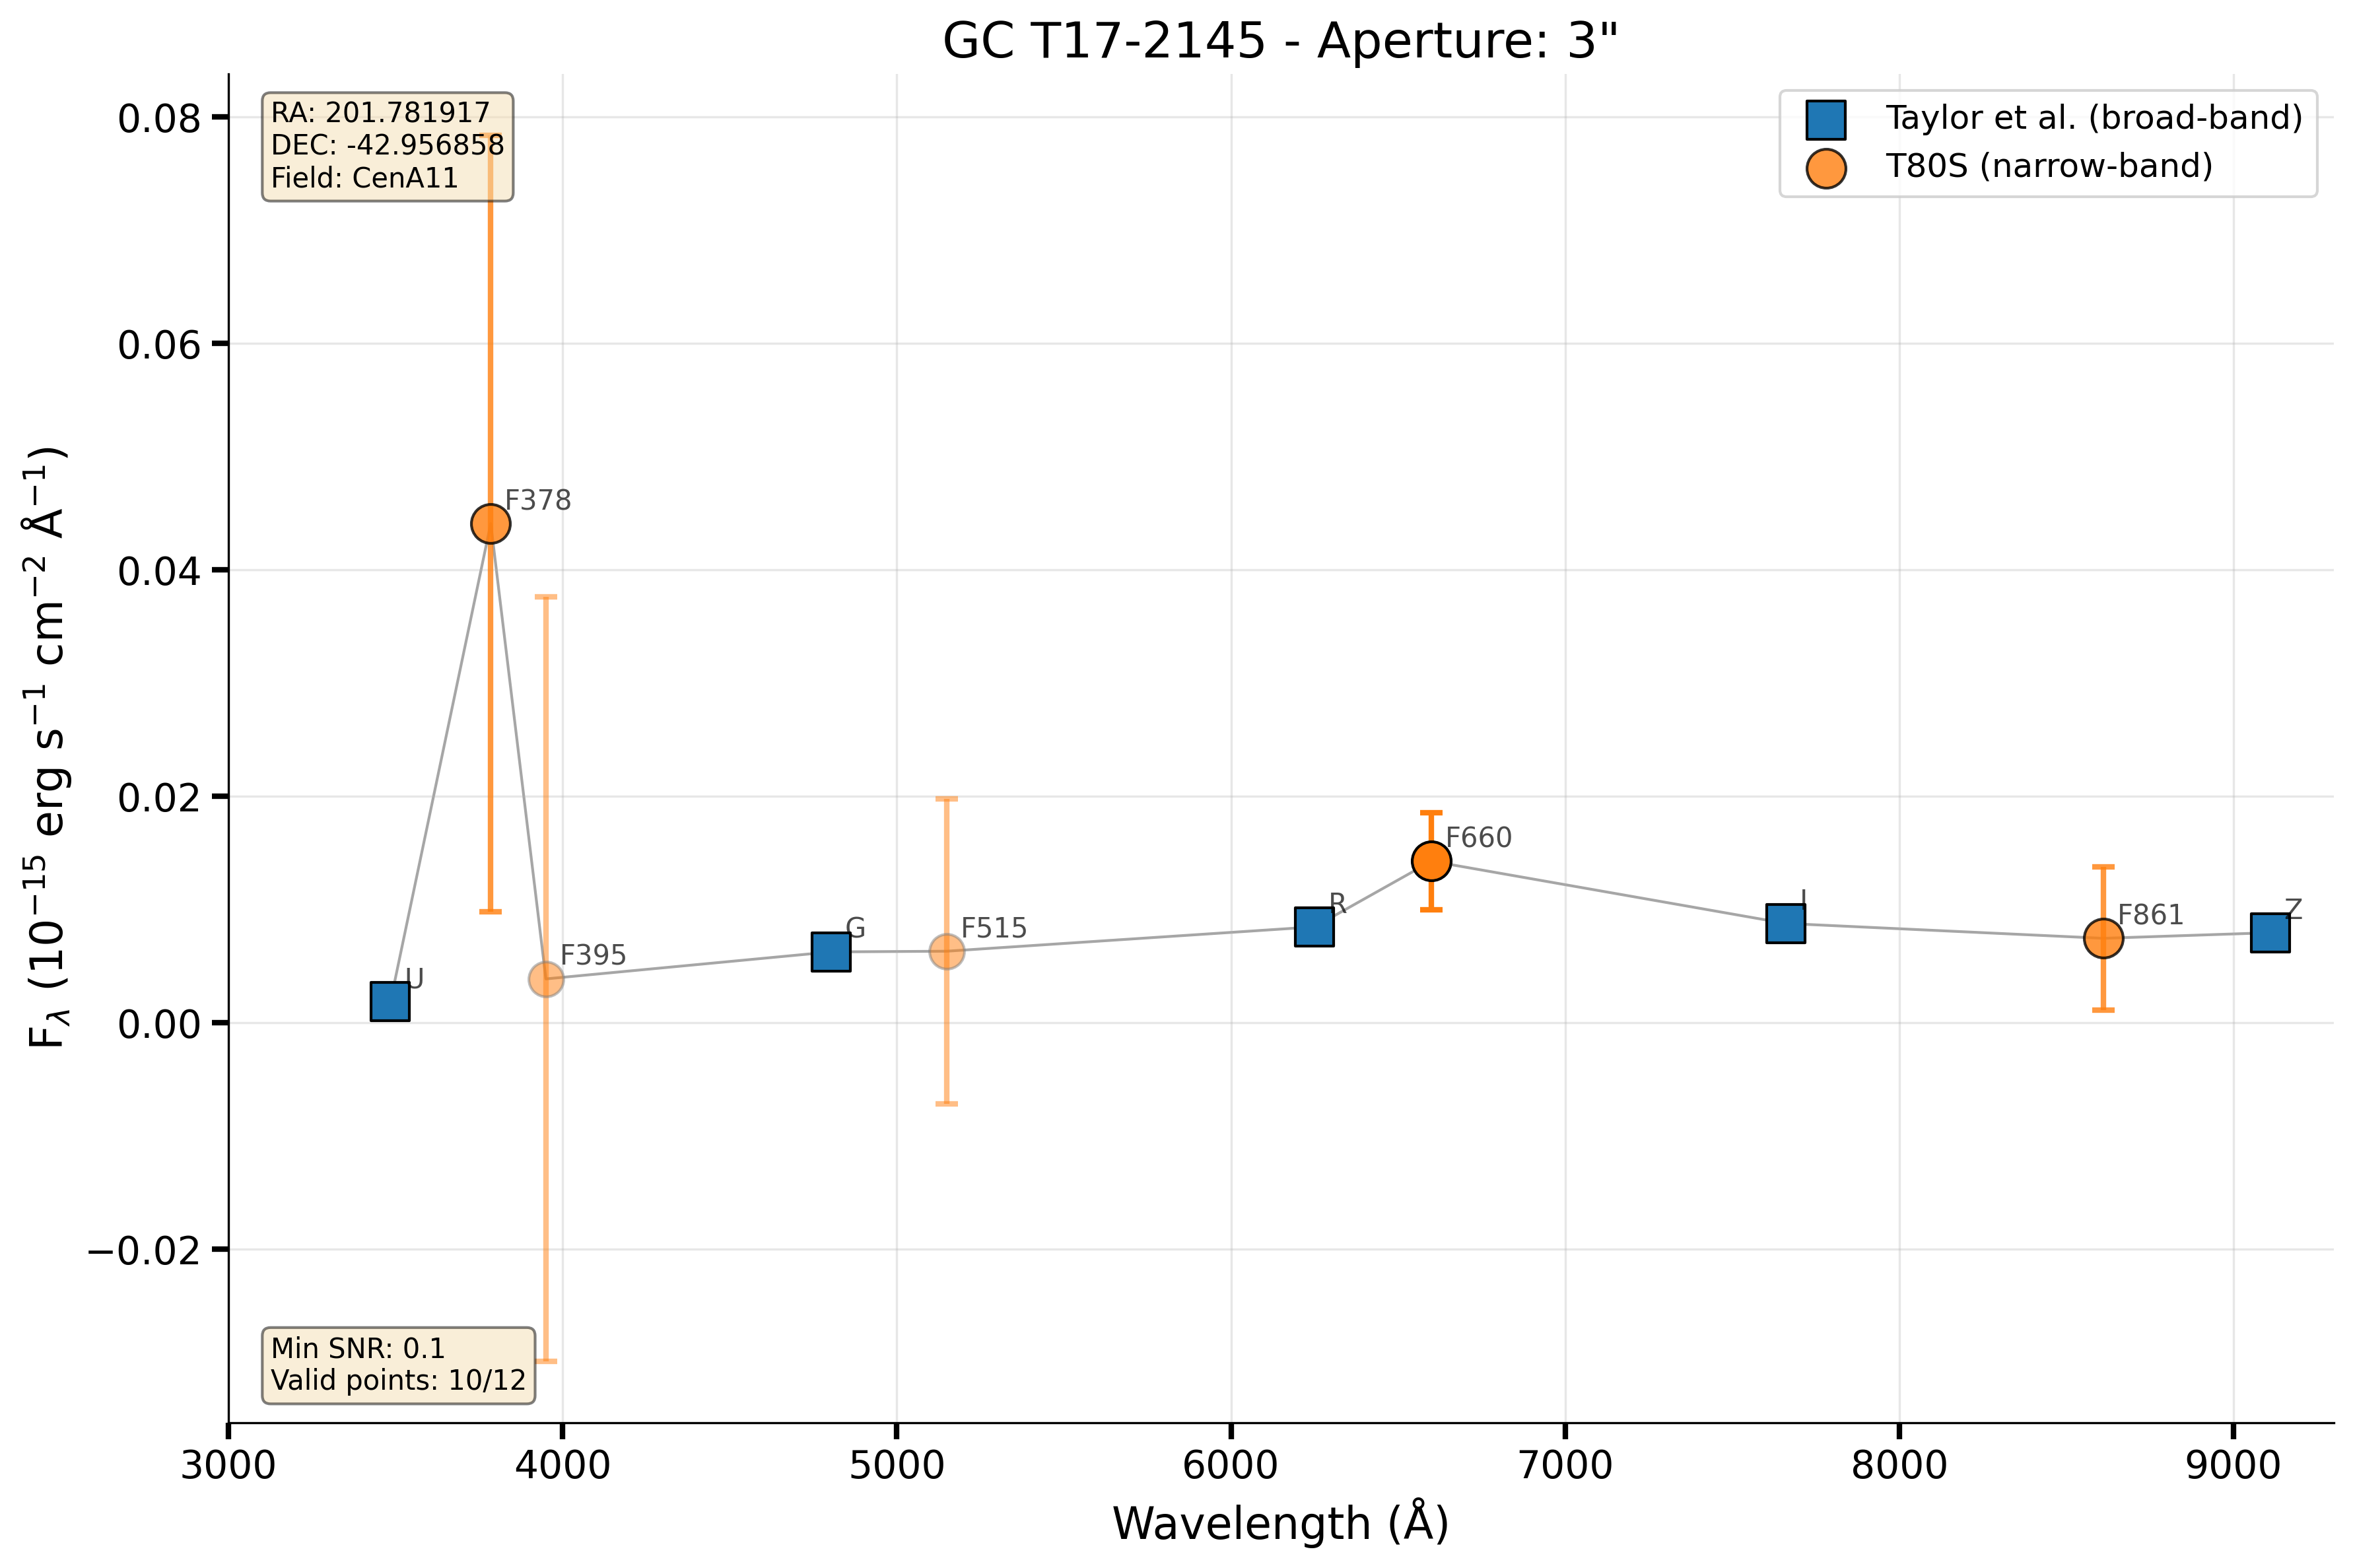 GC T17-2145 - Aperture: 3"
RA: 201.781917
DEC: -42.956858
Field: CenA11
Taylor et al. (broad-band)
T80S (narrow-band)
F_λ (10⁻¹⁵ erg s⁻¹ cm⁻² Å⁻¹)
0.08
0.06
0.04
0.02
0.00
−0.02
U
F378
F395
G
F515
R
F660
I
F861
Z
Min SNR: 0.1
Valid points: 10/12
3000 4000 5000 6000 7000 8000 9000
Wavelength (Å)